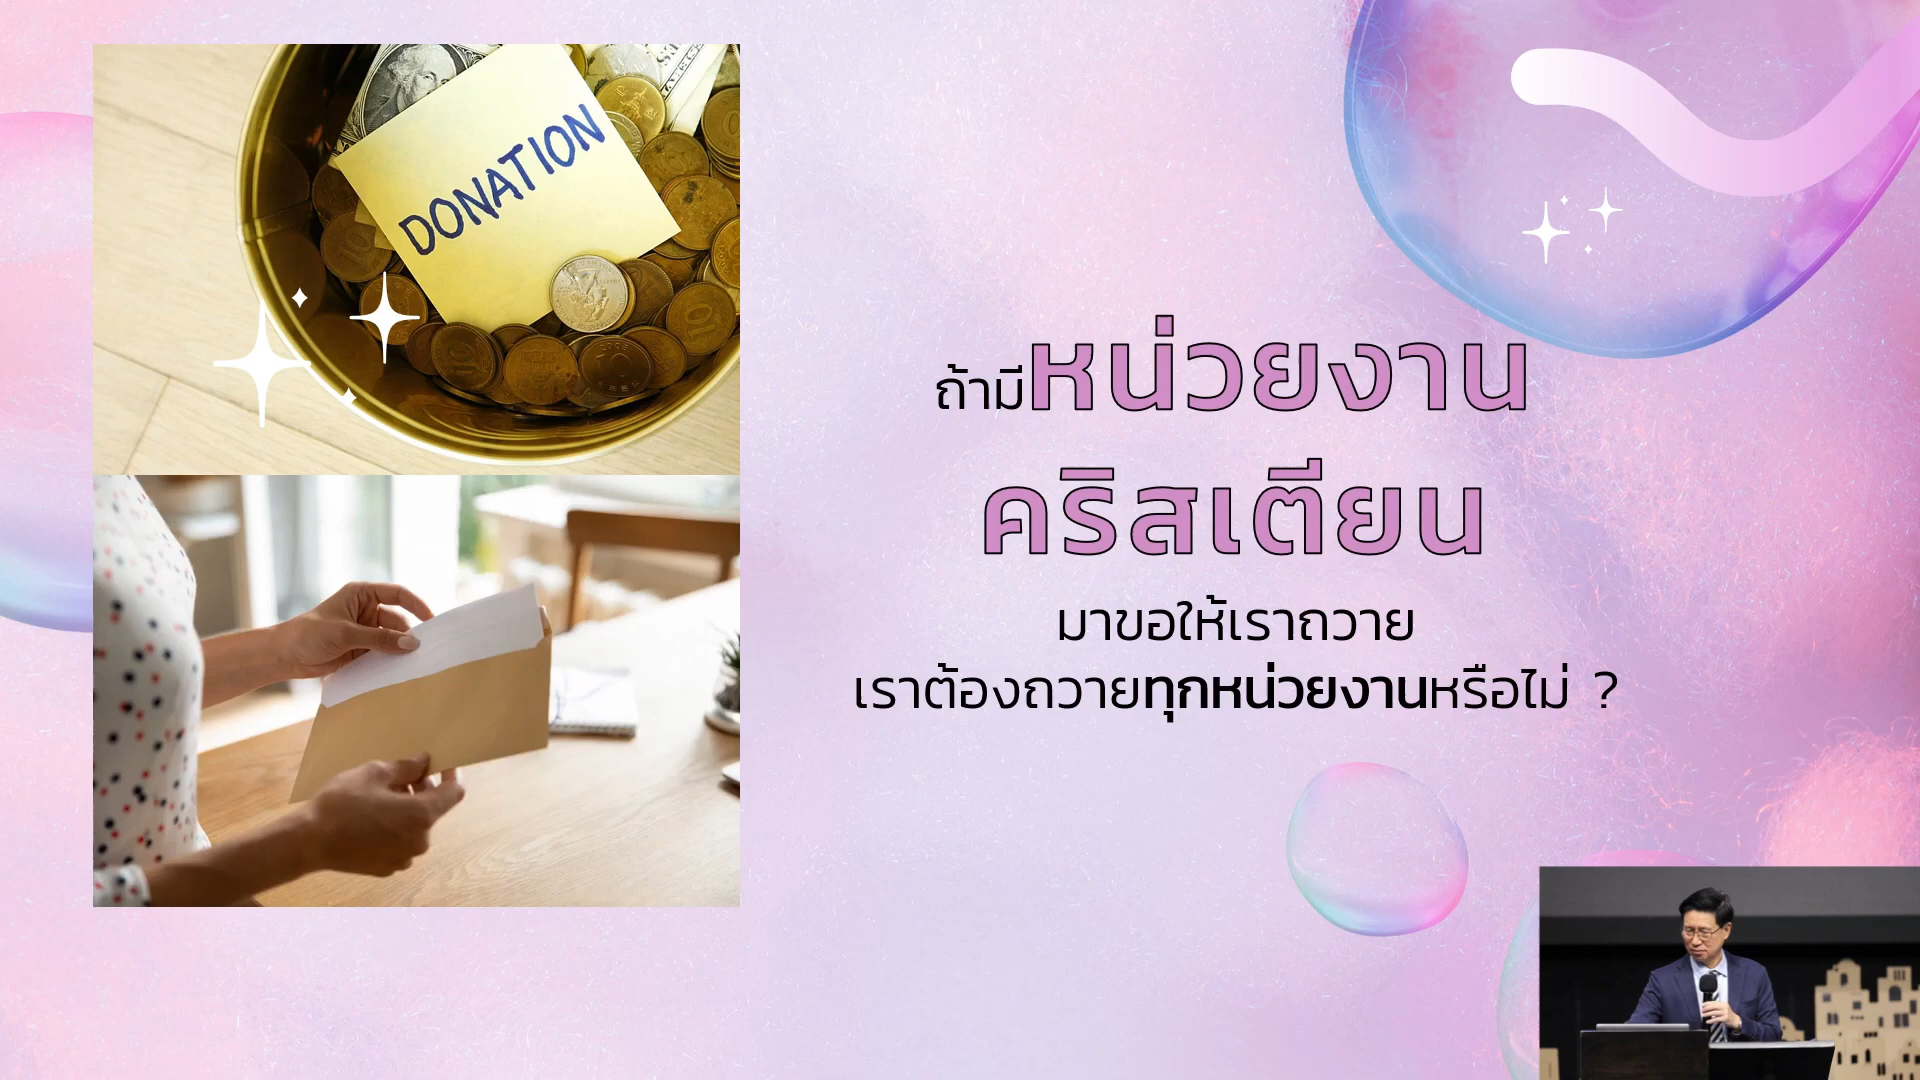 DONATION
ถ้ามีหน่วยงาน
คริสเตียน
มาขอให้เราถวาย
เราต้องถวายทุกหน่วยงานหรือไม่ ?